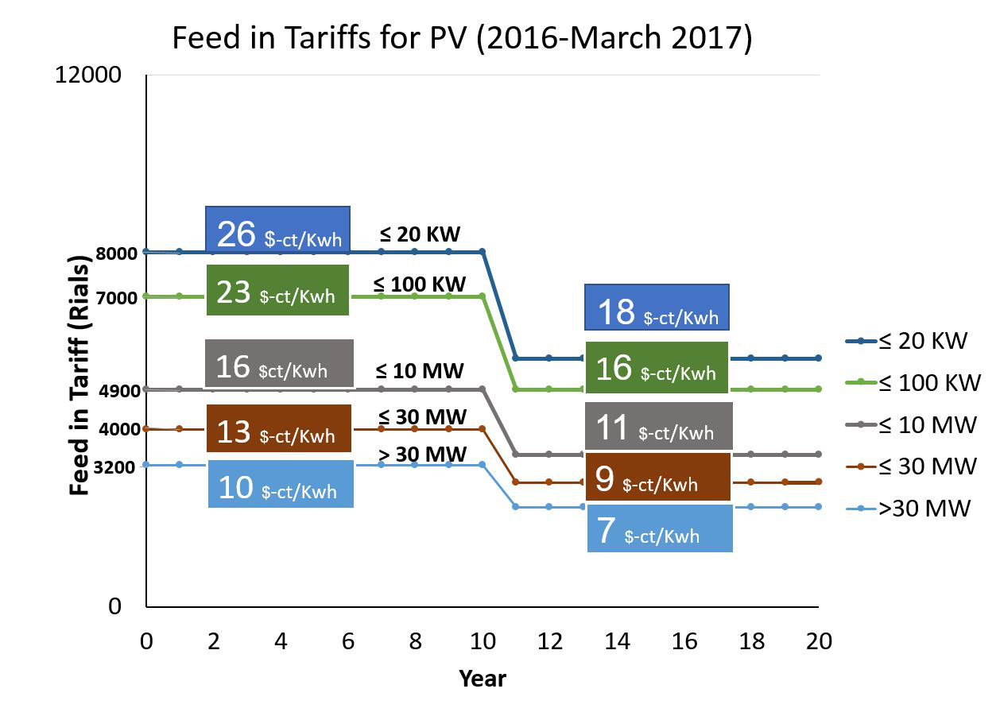 Feed in Tariffs for PV (2016-March 2017)
12000
26 $-ct/Kwh
≤ 20 KW
8000
23 $-ct/Kwh
≤ 100 KW
7000
18 $-ct/Kwh
16 $ct/Kwh
≤ 10 MW
16 $-ct/Kwh
4900
13 $-ct/Kwh
≤ 30 MW
11 $-ct/Kwh
4000
> 30 MW
3200
10 $-ct/Kwh
9 $-ct/Kwh
7 $-ct/Kwh
Feed in Tariff (Rials)
≤ 20 KW
≤ 100 KW
≤ 10 MW
≤ 30 MW
>30 MW
0
0 2 4 6 8 10 12 14 16 18 20
Year